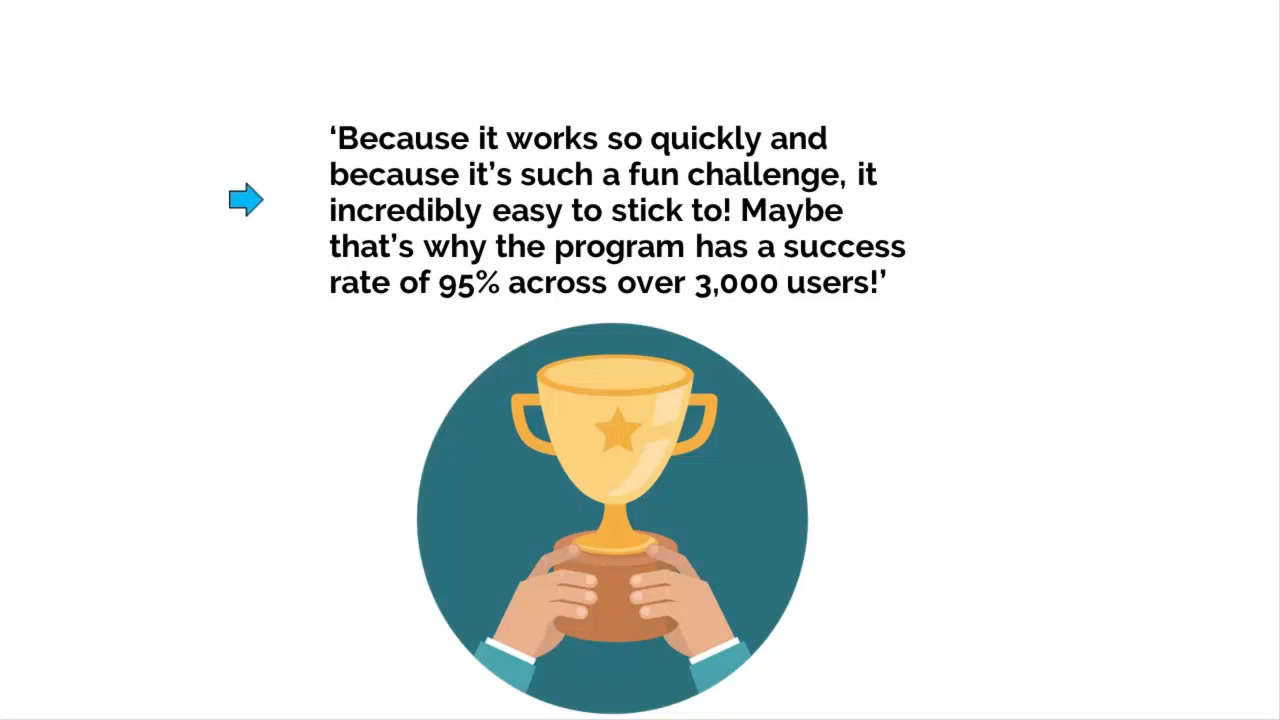 ‘Because it works so quickly and
because it’s such a fun challenge, it
incredibly easy to stick to! Maybe
that’s why the program has a success
rate of 95% across over 3,000 users!’